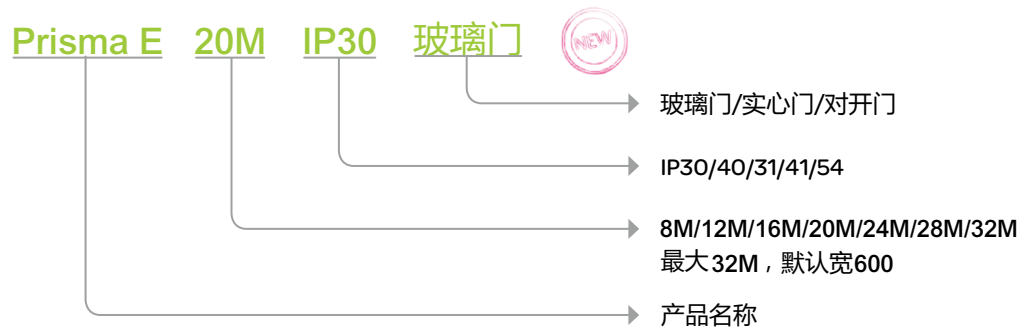 Prisma E 20M IP30 玻璃门 NEW
玻璃门/实心门/对开门
IP30/40/31/41/54
8M/12M/16M/20M/24M/28M/32M
最大32M，默认宽600
产品名称